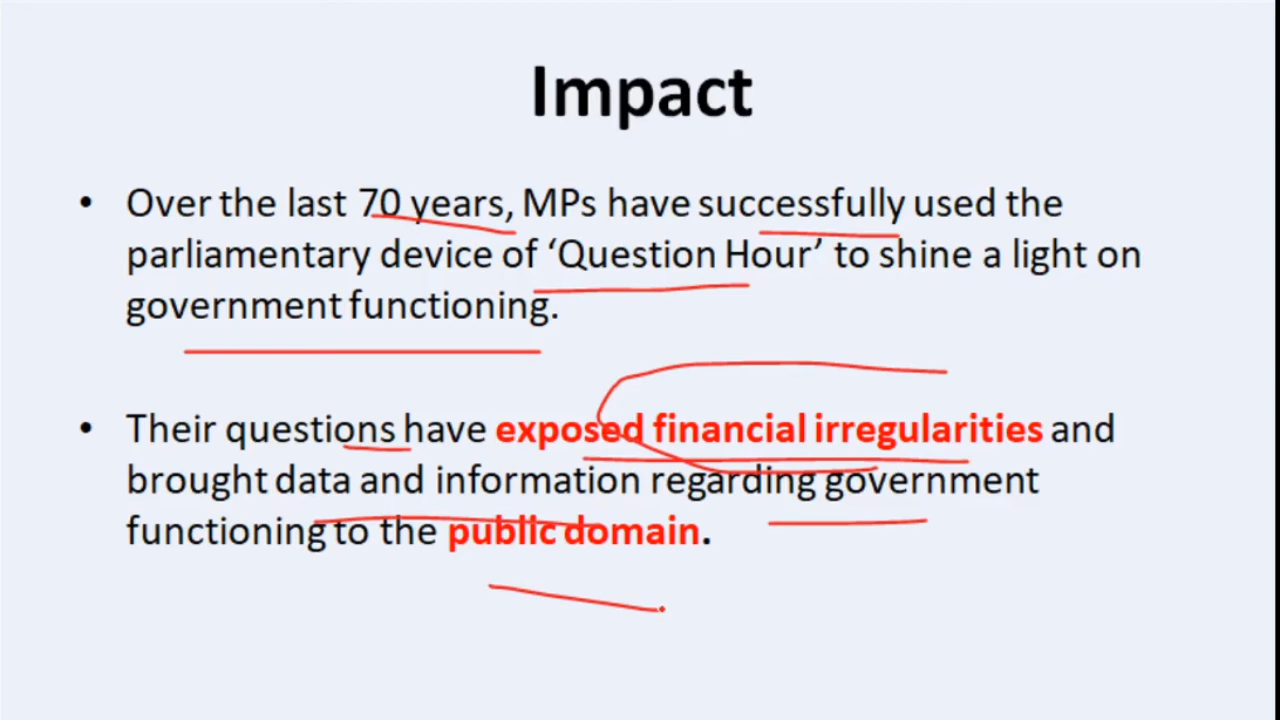 Impact
• Over the last 70 years, MPs have successfully used the
parliamentary device of ‘Question Hour’ to shine a light on
government functioning.
• Their questions have exposed financial irregularities and
brought data and information regarding government
functioning to the public domain.